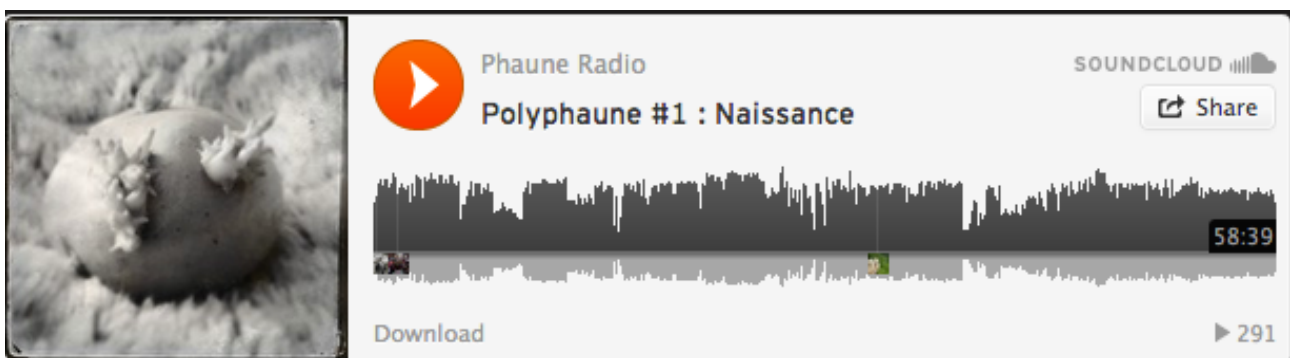 Phaune Radio
SOUNDCLOUD
Polyphaune #1 : Naissance
Share
58:39
Download
291